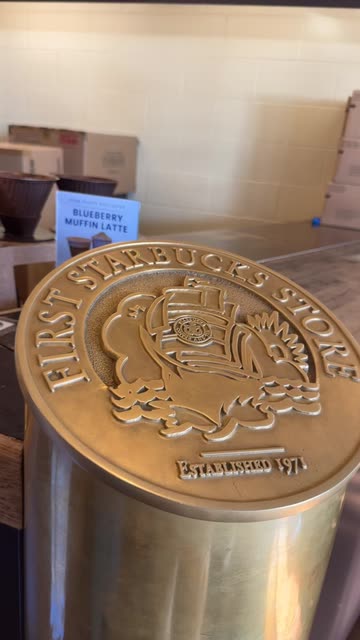 BLUEBERRY
MUFFIN LATTE
FIRST STARBUCKS STORE
ESTABLISHED 1971